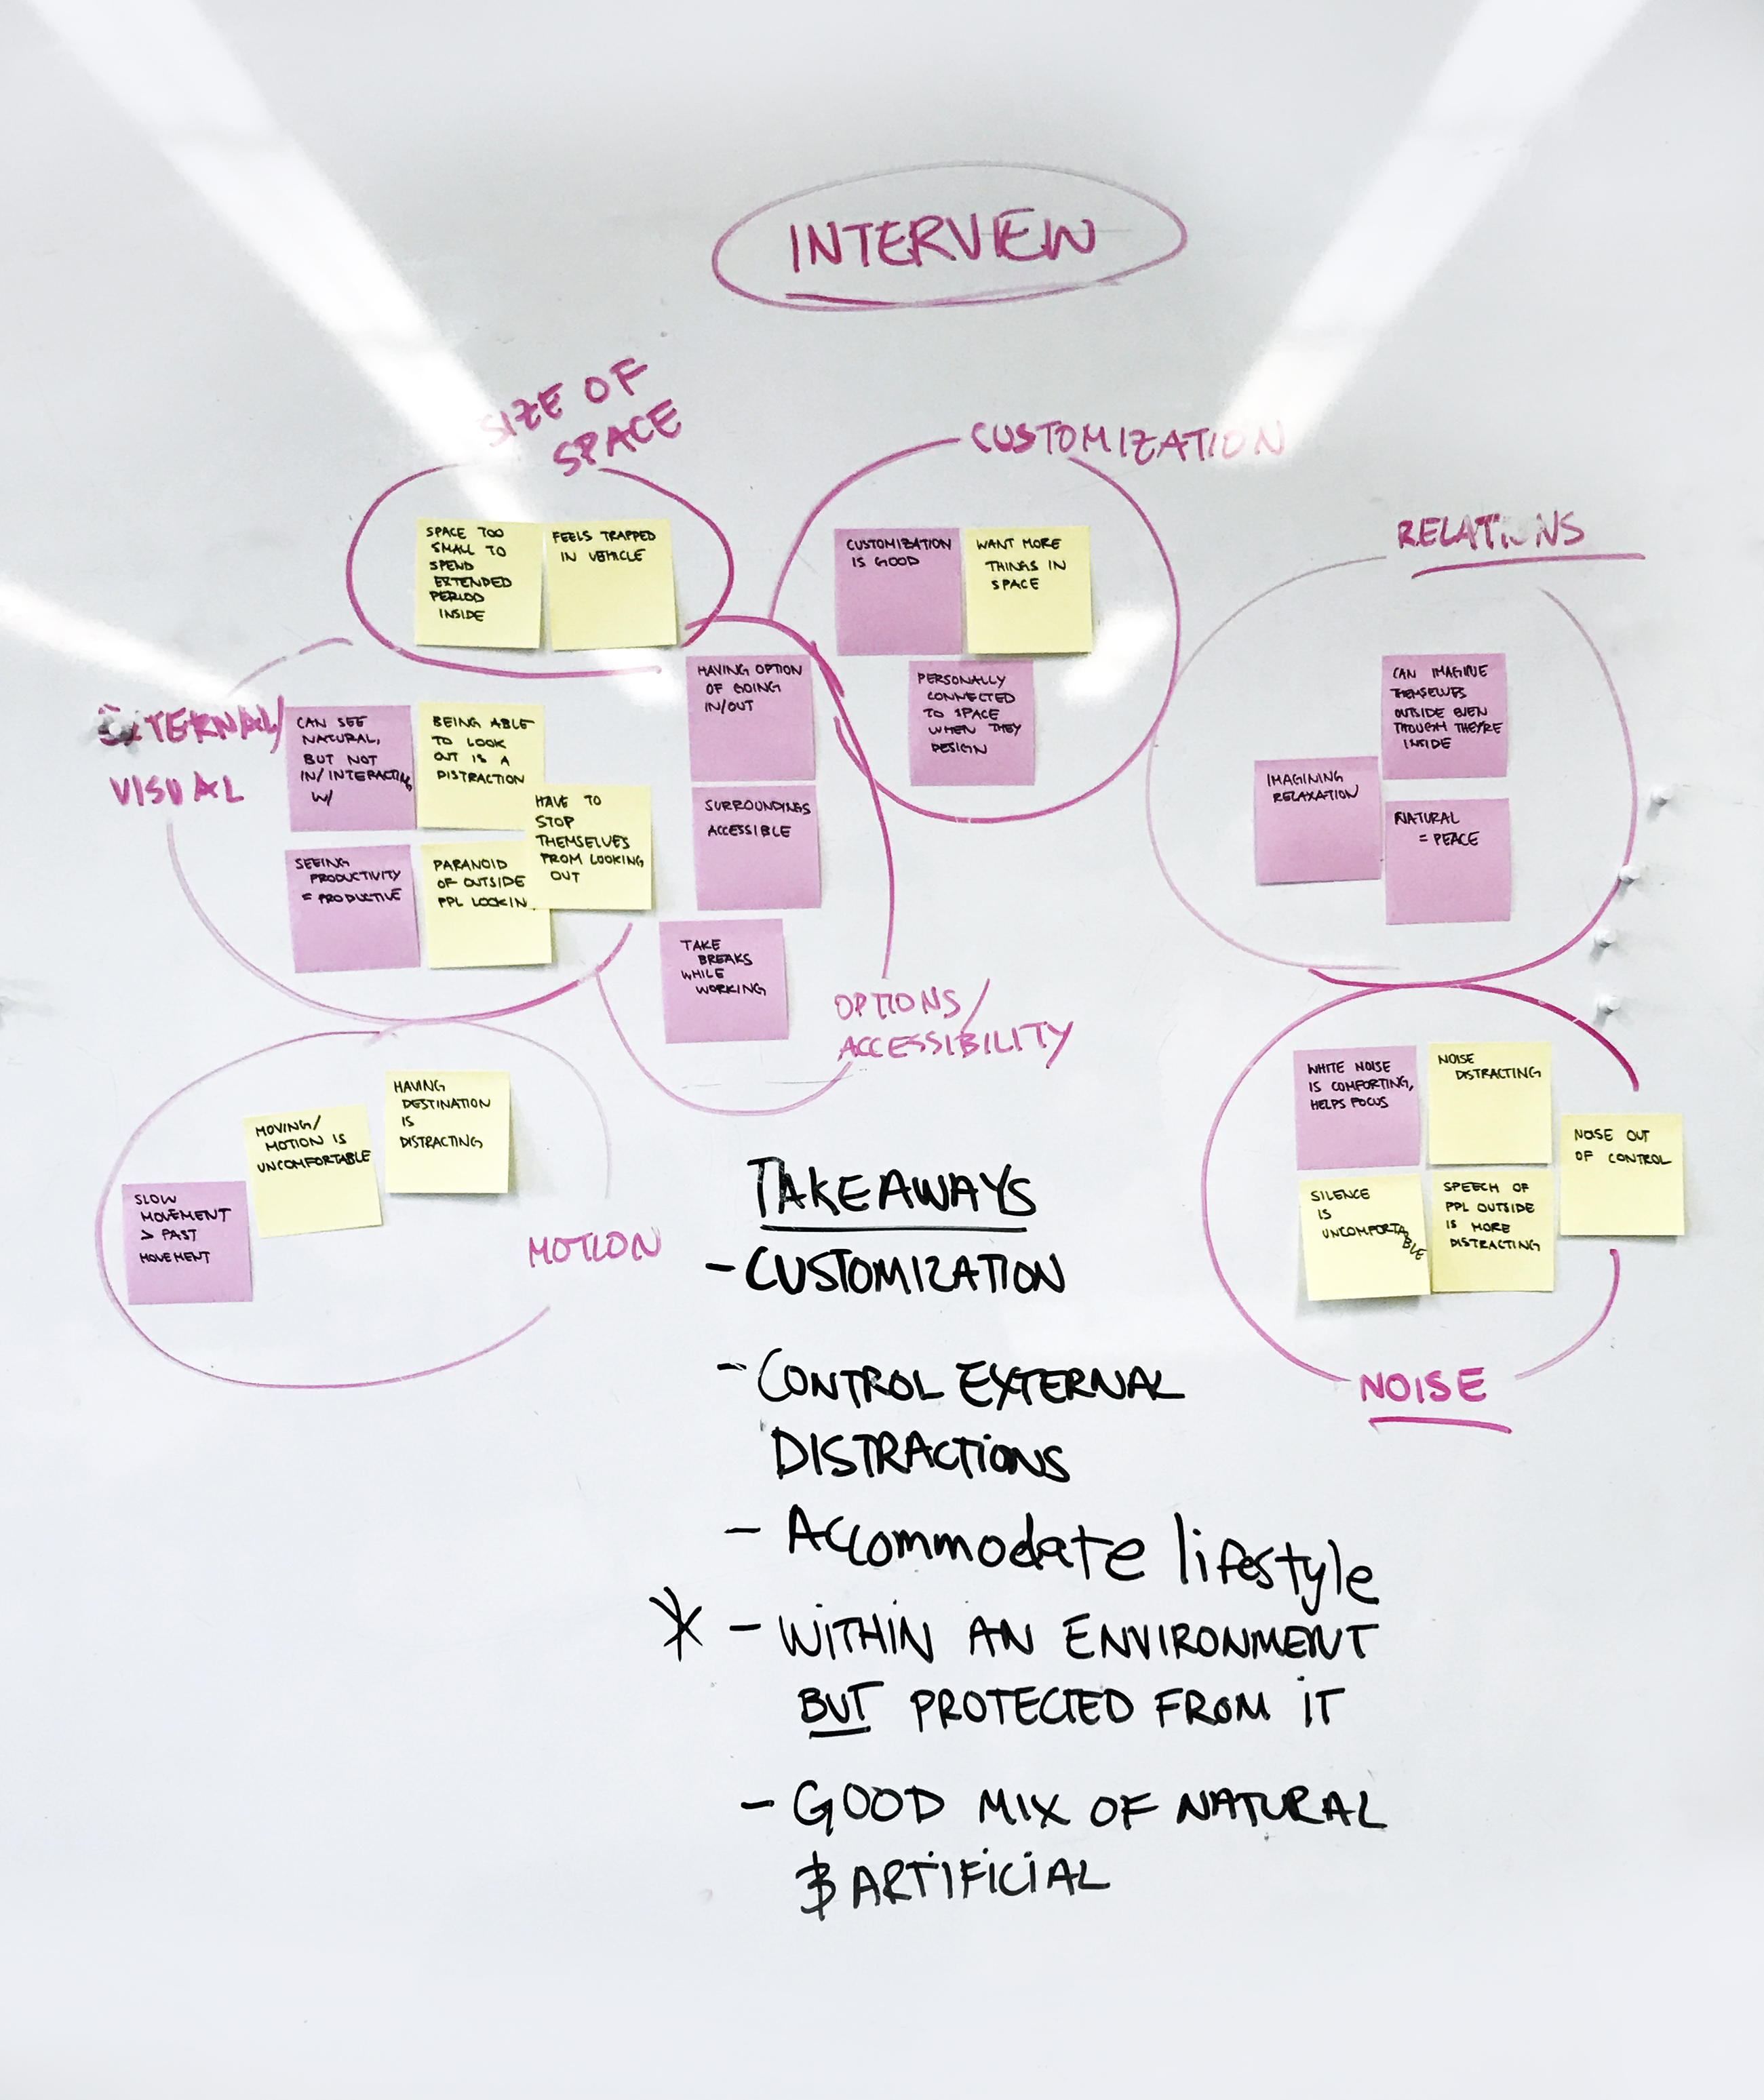 INTERVIEW
SIZE OF
SPACE
SPACE TOO
SMALL TO
SPEND
EXTENDED
PERIOD
INSIDE
FEELS TRAPPED
IN VEHICLE
CUSTOMIZATION
CUSTOMIZATION
IS GOOD
WANT MORE
THINGS IN
SPACE
PERSONALLY
CONNECTED
TO SPACE
WHEN THEY
DESIGN
RELATIONS
CAN IMAGINE
THEMSELVES
OUTSIDE EVEN
THOUGH THEY'RE
INSIDE
IMAGINING
RELAXATION
NATURAL
= PEACE
EXTERNAL/
VISUAL
CAN SEE
NATURAL,
BUT NOT
IN/INTERACTING
W/
BEING ABLE
TO LOOK
OUT IS A
DISTRACTION
HAVE TO
STOP
THEMSELVES
FROM LOOKING
OUT
SEEING
PRODUCTIVITY
= PRODUCTIVE
PARANOID
OF OUTSIDE
PPL LOOKIN
HAVING OPTION
OF GOING
IN/OUT
SURROUNDINGS
ACCESSIBLE
TAKE
BREAKS
WHILE
WORKING
OPTIONS/
ACCESSIBILITY
HAVING
DESTINATION
IS
DISTRACTING
MOVING/
MOTION IS
UNCOMFORTABLE
SLOW
MOVEMENT
> PAST
MOVEMENT
MOTION
WHITE NOISE
IS COMFORTING,
HELPS FOCUS
NOISE
DISTRACTING
NOISE OUT
OF CONTROL
SILENCE
IS
UNCOMFORTABLE
SPEECH OF
PPL OUTSIDE
IS MORE
DISTRACTING
NOISE
TAKEAWAYS
- CUSTOMIZATION
- CONTROL EXTERNAL
DISTRACTIONS
- Accommodate lifestyle
* - WITHIN AN ENVIRONMENT
BUT PROTECTED FROM IT
- GOOD MIX OF NATURAL
& ARTIFICIAL